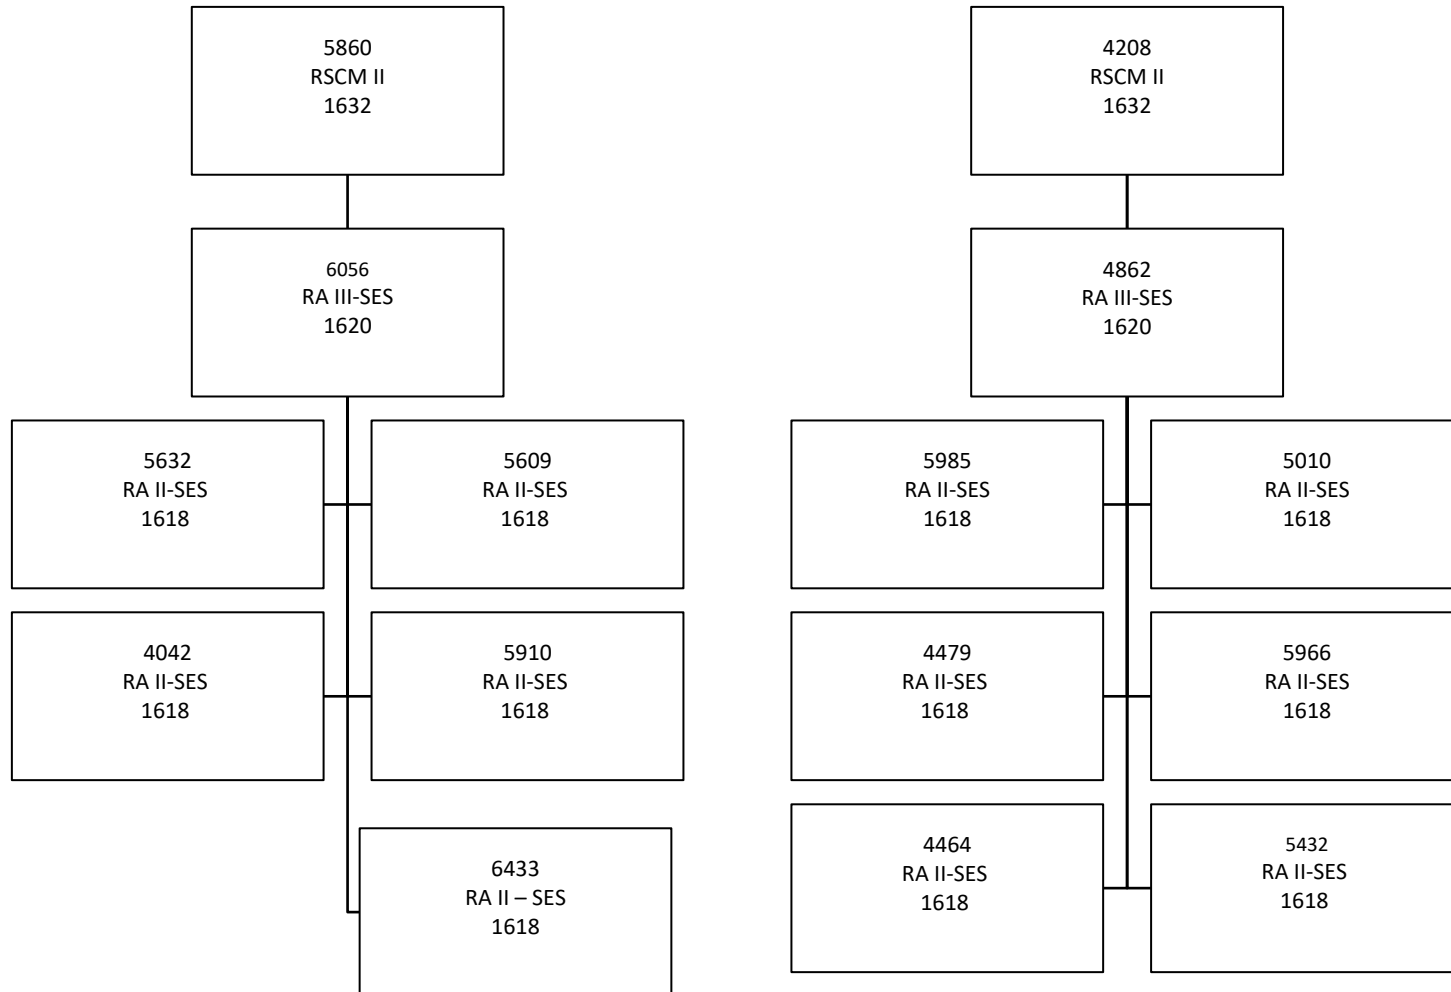 5860
RSCM II
1632
4208
RSCM II
1632
6056
RA III-SES
1620
4862
RA III-SES
1620
5632
RA II-SES
1618
5609
RA II-SES
1618
5985
RA II-SES
1618
5010
RA II-SES
1618
4042
RA II-SES
1618
5910
RA II-SES
1618
4479
RA II-SES
1618
5966
RA II-SES
1618
6433
RA II – SES
1618
4464
RA II-SES
1618
5432
RA II-SES
1618